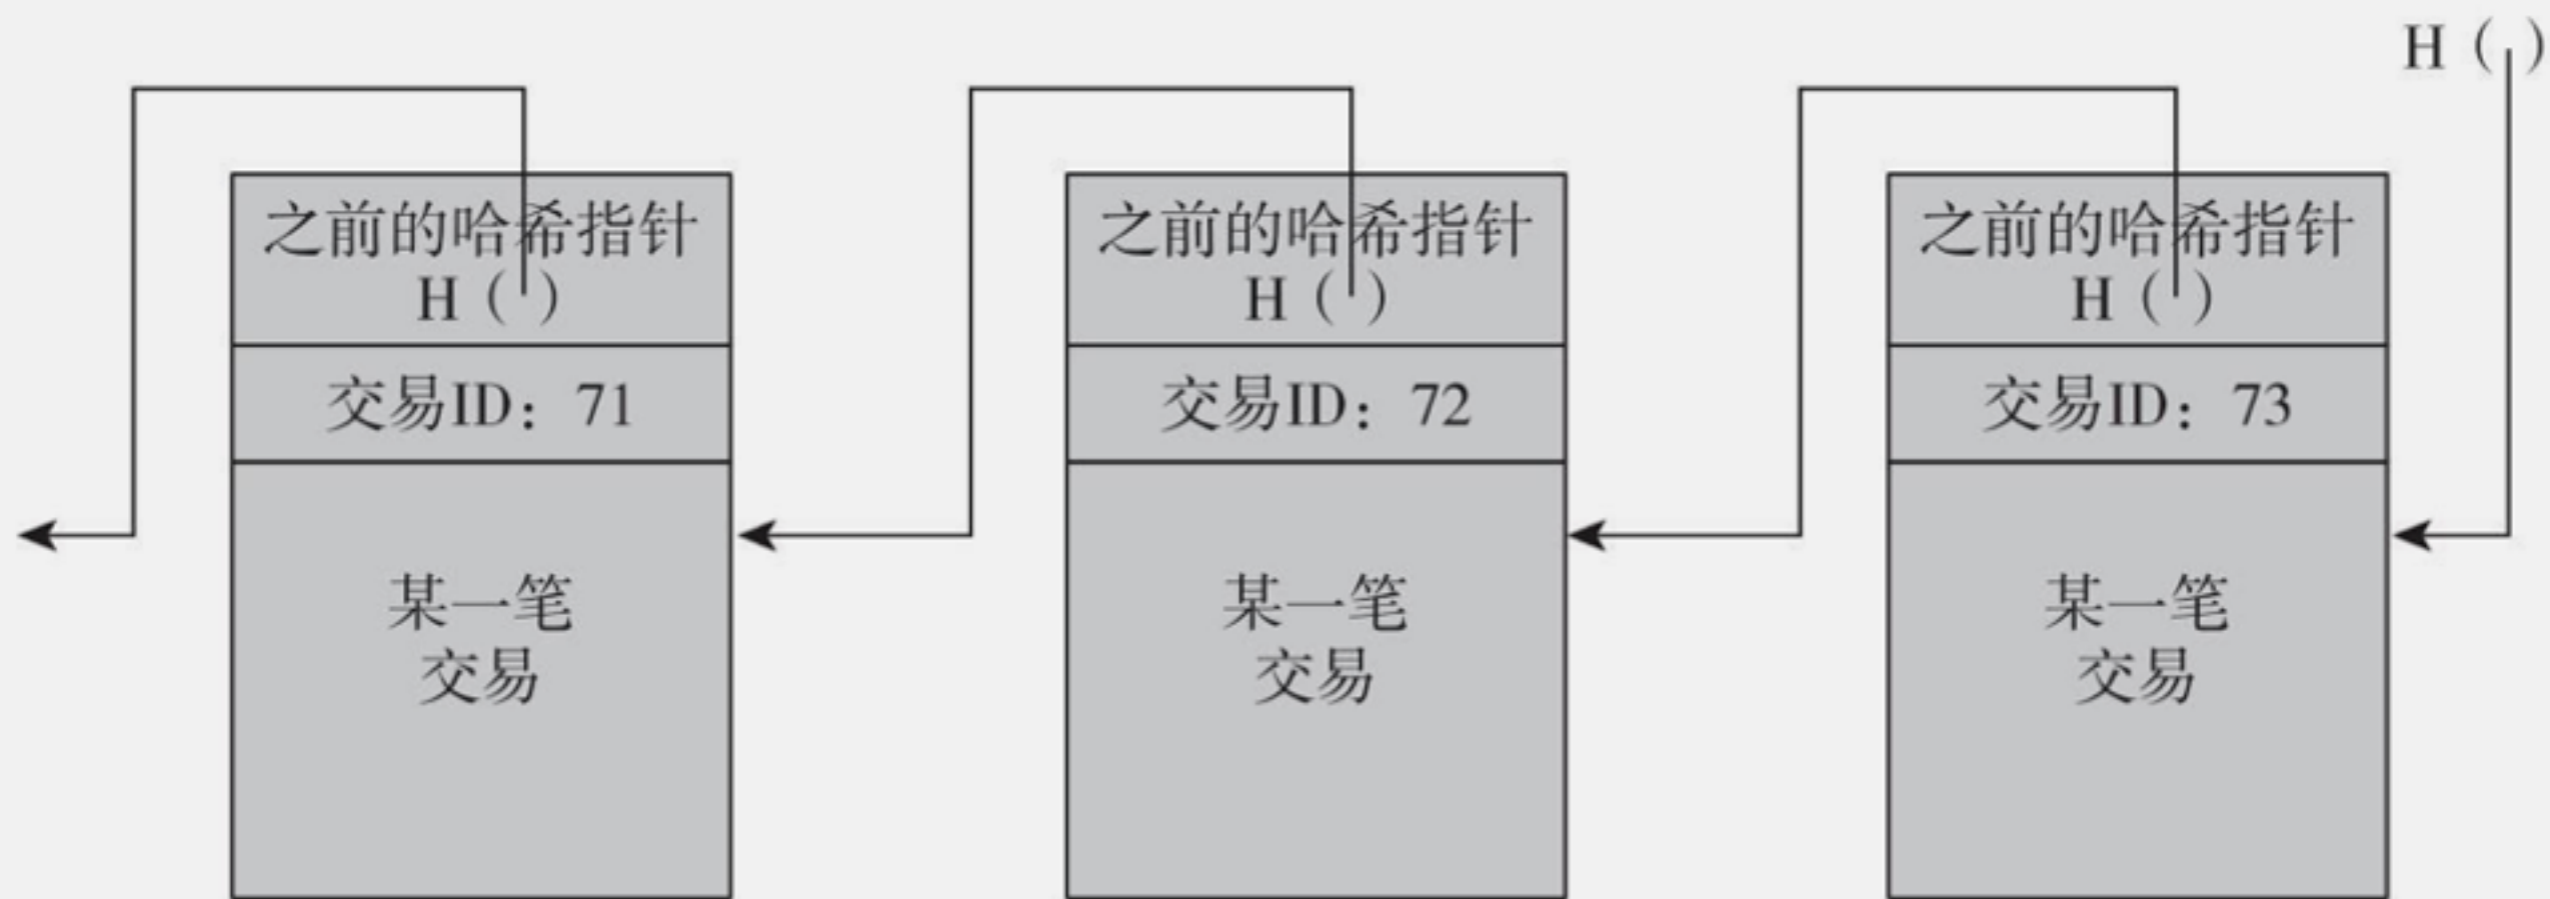 H（ ）
之前的哈希指针
H（ ）
交易ID：71
某一笔
交易
之前的哈希指针
H（ ）
交易ID：72
某一笔
交易
之前的哈希指针
H（ ）
交易ID：73
某一笔
交易